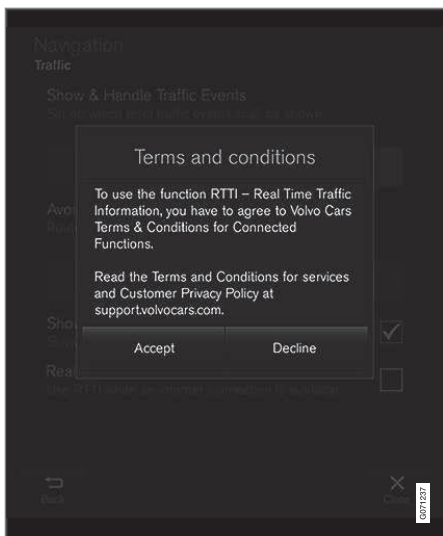 Navigation
Traffic
Show & Handle Traffic Events
Terms and conditions
To use the function RTTI – Real Time Traffic
Information, you have to agree to Volvo Cars
Terms & Conditions for Connected
Functions.
Read the Terms and Conditions for services
and Customer Privacy Policy at
support.volvocars.com.
Accept
Decline
Back
Close
G071237